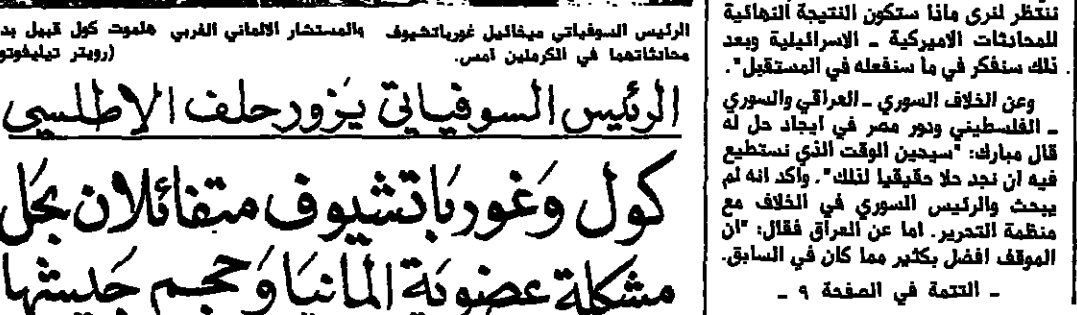 ننتظر لنرى ماذا ستكون النتيجة النهائية
للمحادثات الاميركية - الاسرائيلية وبعد
ذلك سنفكر في ما سنفعله في المستقبل".
وعن الخلاف السوري - العراقي والسوري
- الفلسطيني ودور مصر في ايجاد حل له
قال مبارك: "سيحين الوقت الذي نستطيع
فيه ان نجد حلا حقيقيا لذلك". واكد انه لم
يبحث والرئيس السوري في الخلاف مع
منظمة التحرير. اما عن العراق فقال: "ان
الموقف افضل بكثير مما كان في السابق.
- التتمة في الصفحة ٩ -
الرئيس السوفياتي ميخائيل غورباتشيوف والمستشار الالماني الغربي هلموت كول قبيل بد
محادثاتهما في الكرملين امس. (رويتر تيليفوتو
الرئيس السوفياتي يزور حلف الاطلسي
كول وغورباتشيوف متفائلان بحل
مشكلة عضوية المانيا وحجم جيشها